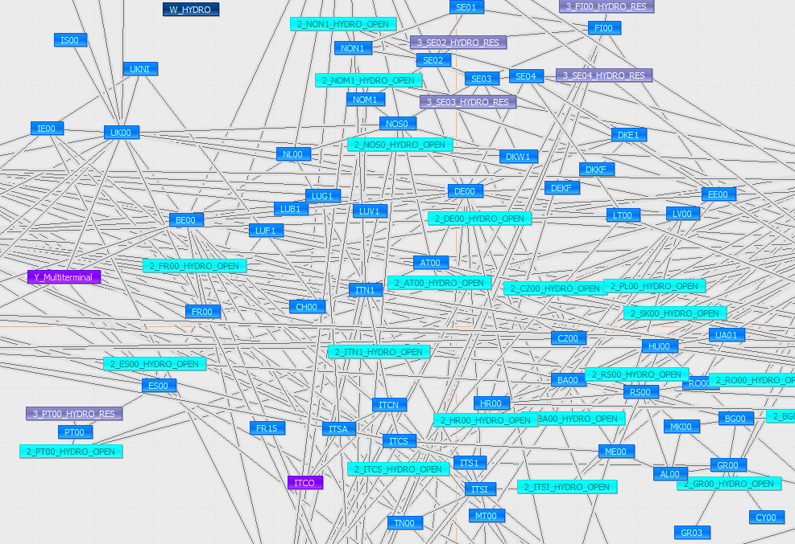 W_HYDRO
SE01
3_FI00_HYDRO_RES
2_NON1_HYDRO_OPEN
FI00
IS00
NON1
3_SE02_HYDRO_RES
SE02
UKNI
2_NOM1_HYDRO_OPEN
SE03
SE04
3_SE04_HYDRO_RES
NOM1
3_SE03_HYDRO_RES
IE00
UK00
NOS0
DKE1
2_NOS0_HYDRO_OPEN
NL00
DKW1
DKKF
DEKF
LUG1
DE00
EE00
LUB1
LUV1
BE00
2_DE00_HYDRO_OPEN
LT00
LV00
LUF1
2_FR00_HYDRO_OPEN
AT00
Y_Multiterminal
2_AT00_HYDRO_OPEN
2_CZ00_HYDRO_OPEN
2_PL00_HYDRO_OPEN
ITN1
FR00
CH00
2_SK00_HYDRO_OPEN
CZ00
UA01
HU00
2_ITN1_HYDRO_OPEN
2_ES00_HYDRO_OPEN
ES00
BA00
2_RS00_HYDRO_OPEN
RO00
2_RO00_HYDRO_OP
RS00
ITCN
HR00
3_PT00_HYDRO_RES
2_HR00_HYDRO_OPEN
BA00_HYDRO_OPEN
BG00
2_BG
PT00
FR15
ITSA
ITCS
MK00
2_PT00_HYDRO_OPEN
ME00
2_ITCS_HYDRO_OPEN
ITS1
AL00
GR00
ITCO
ITSI
2_ITSI_HYDRO_OPEN
2_GR00_HYDRO_OPEN
TN00
MT00
CY00
GR03